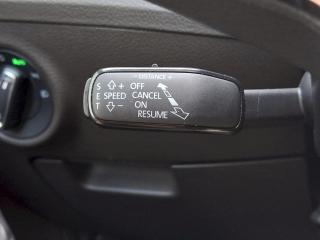 - DISTANCE +
S ⇧ + OFF
E SPEED CANCEL
T ⇩ - ON
RESUME